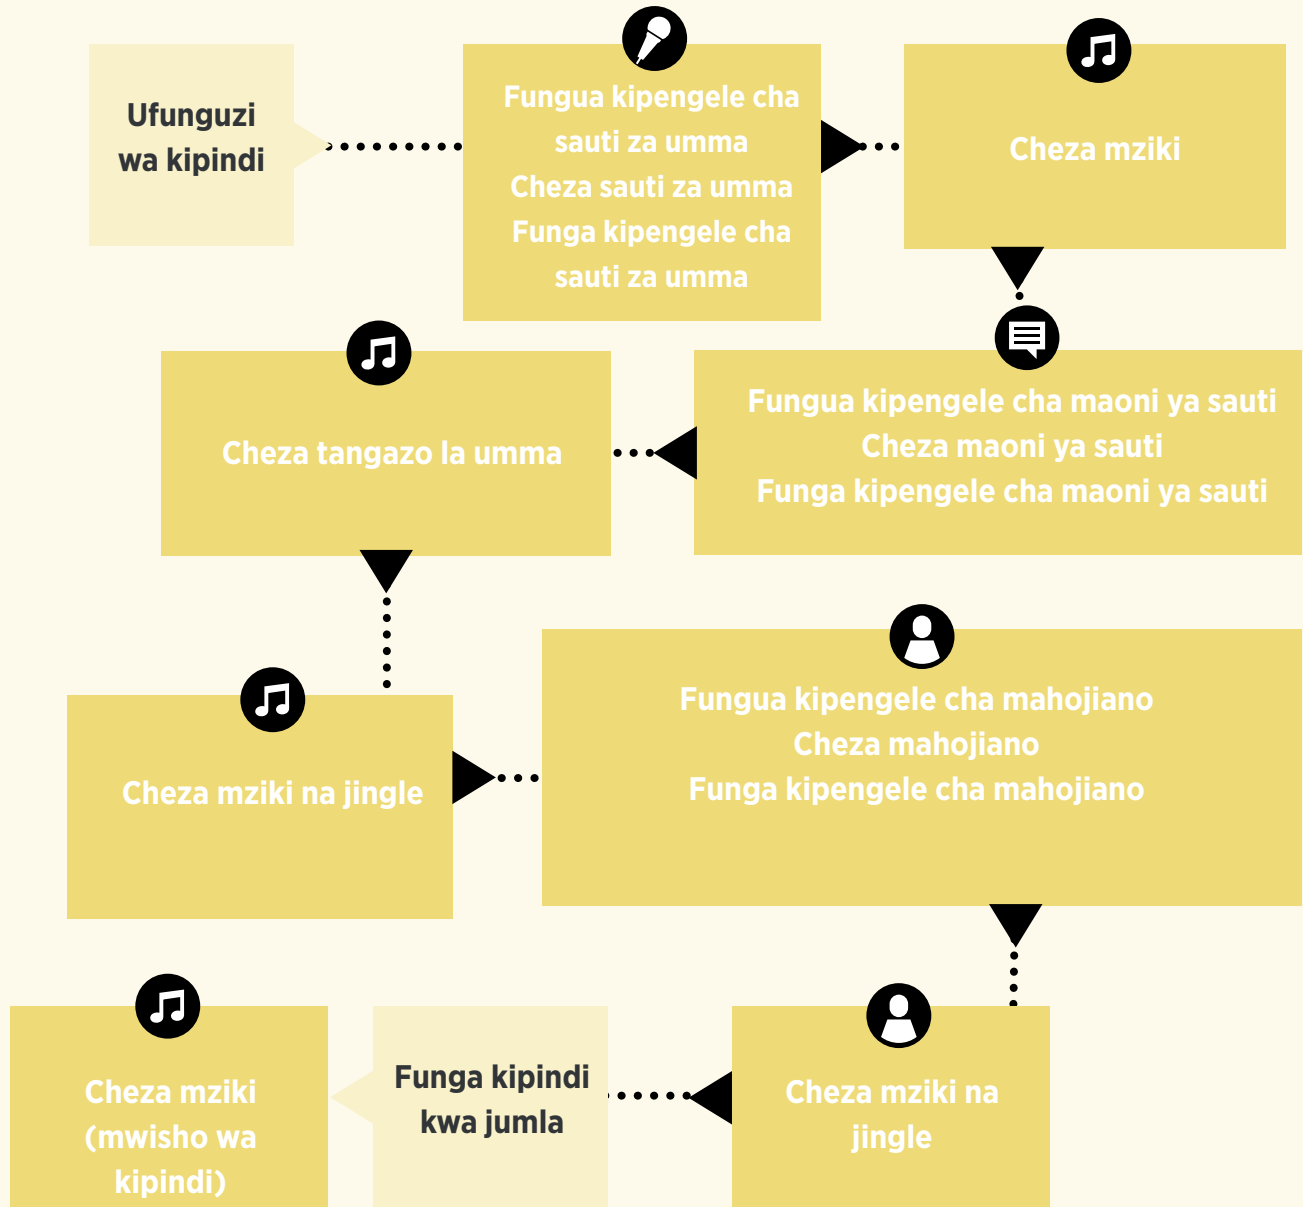 Ufunguzi
wa kipindi
Fungua kipengele cha
sauti za umma
Cheza sauti za umma
Funga kipengele cha
sauti za umma
Cheza mziki
Fungua kipengele cha maoni ya sauti
Cheza maoni ya sauti
Funga kipengele cha maoni ya sauti
Cheza tangazo la umma
Cheza mziki na jingle
Fungua kipengele cha mahojiano
Cheza mahojiano
Funga kipengele cha mahojiano
Cheza mziki na
jingle
Funga kipindi
kwa jumla
Cheza mziki
(mwisho wa
kipindi)